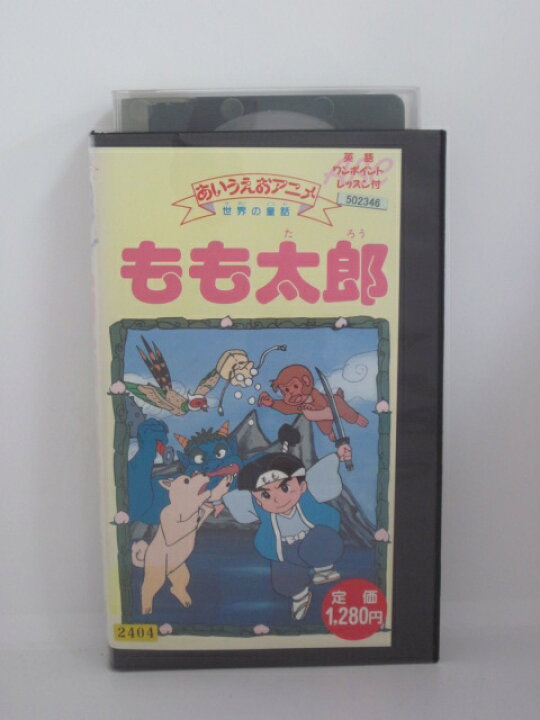 英語
ワンポイント
レッスン付
502346
あいうえおアニメ
世界の童話
た ろう
もも太郎
定価
1,280円
2404